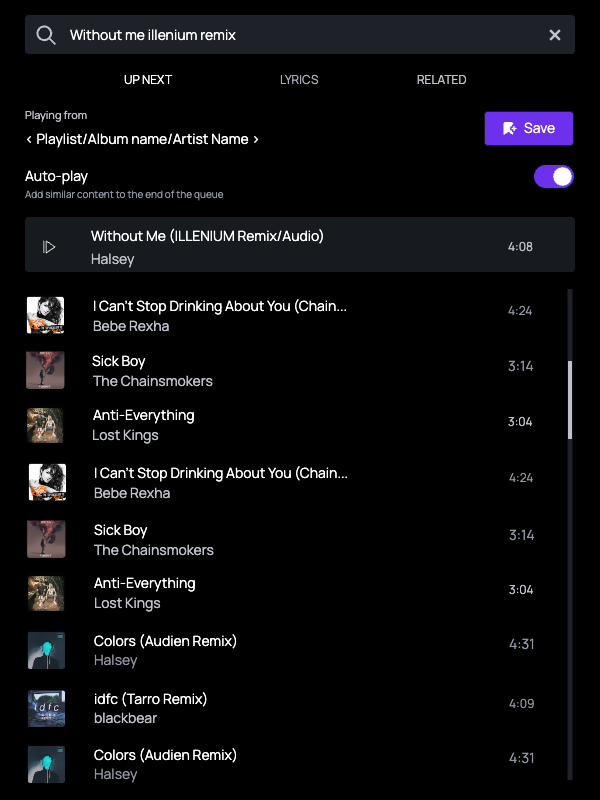 Without me illenium remix
UP NEXT
LYRICS
RELATED
Playing from
< Playlist/Album name/Artist Name >
Save
Auto-play
Add similar content to the end of the queue
Without Me (ILLENIUM Remix/Audio)
Halsey
4:08
I Can't Stop Drinking About You (Chain...
Bebe Rexha
4:24
Sick Boy
The Chainsmokers
3:14
Anti-Everything
Lost Kings
3:04
I Can't Stop Drinking About You (Chain...
Bebe Rexha
4:24
Sick Boy
The Chainsmokers
3:14
Anti-Everything
Lost Kings
3:04
Colors (Audien Remix)
Halsey
4:31
idfc
idfc (Tarro Remix)
blackbear
4:09
Colors (Audien Remix)
Halsey
4:31